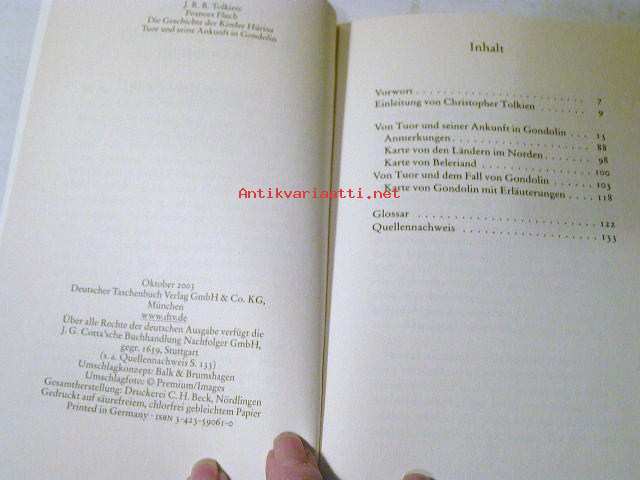 J. R. R. Tolkien
Feanors Fluch
Die Geschichte der Kinder Húrins
Tuor und seine Ankunft in Gondolin
Oktober 2003
Deutscher Taschenbuch Verlag GmbH & Co. KG,
München
www.dtv.de
Über alle Rechte der deutschen Ausgabe verfügt die
J. G. Cotta'sche Buchhandlung Nachfolger GmbH,
gegr. 1659, Stuttgart
(s. a. Quellennachweis S. 133)
Umschlagkonzept: Balk & Brumshagen
Umschlagfoto: © Premium/Images
Gesamtherstellung: Druckerei C. H. Beck, Nördlingen
Gedruckt auf säurefreiem, chlorfrei gebleichtem Papier
Printed in Germany · ISBN 3-423-59061-0
Inhalt
Vorwort . . . . . . . . . . . . . . . . . . . . . . . 7
Einleitung von Christopher Tolkien . . . . . . . 9
Von Tuor und seiner Ankunft in Gondolin . . . . 15
Anmerkungen . . . . . . . . . . . . . . . . . . . . 88
Karte von den Ländern im Norden . . . . . . . 98
Karte von Beleriand . . . . . . . . . . . . . . . . 100
Von Tuor und dem Fall von Gondolin . . . . . . 103
Karte von Gondolin mit Erläuterungen . . . . 118
Glossar . . . . . . . . . . . . . . . . . . . . . . . 122
Quellennachweis . . . . . . . . . . . . . . . . . . 133
Antikvariaatti.net